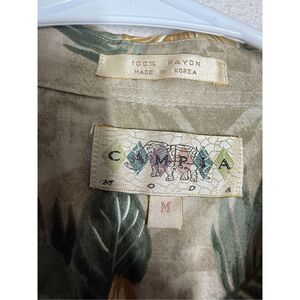 100% RAYON
MADE IN KOREA
CAMPIA
MODA
M